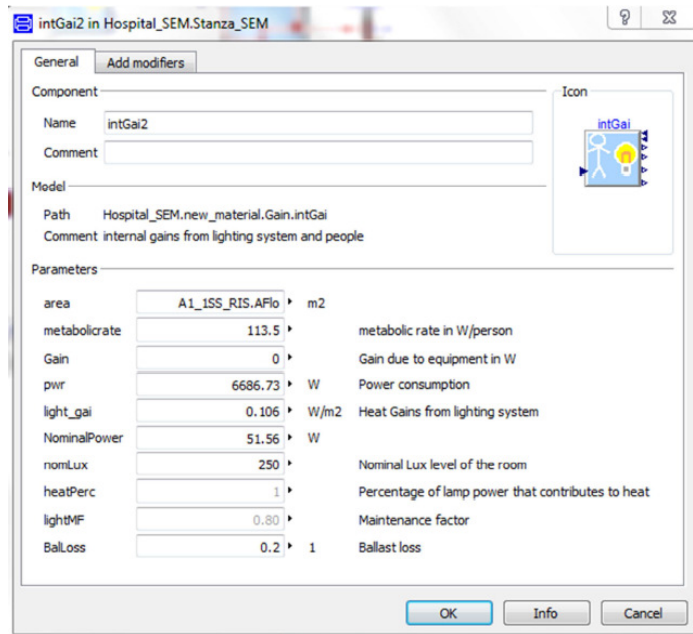 intGai2 in Hospital_SEM.Stanza_SEM
General Add modifiers
Component
Icon
Name intGai2
intGai
Comment
Model
Path Hospital_SEM.new_material.Gain.intGai
Comment internal gains from lighting system and people
Parameters
area A1_1SS_RIS.AFlo m2
metabolicrate 113.5 metabolic rate in W/person
Gain 0 Gain due to equipment in W
pwr 6686.73 W Power consumption
light_gai 0.106 W/m2 Heat Gains from lighting system
NominalPower 51.56 W
nomLux 250 Nominal Lux level of the room
heatPerc 1 Percentage of lamp power that contributes to heat
lightMF 0.80 Maintenance factor
BalLoss 0.2 1 Ballast loss
OK Info Cancel